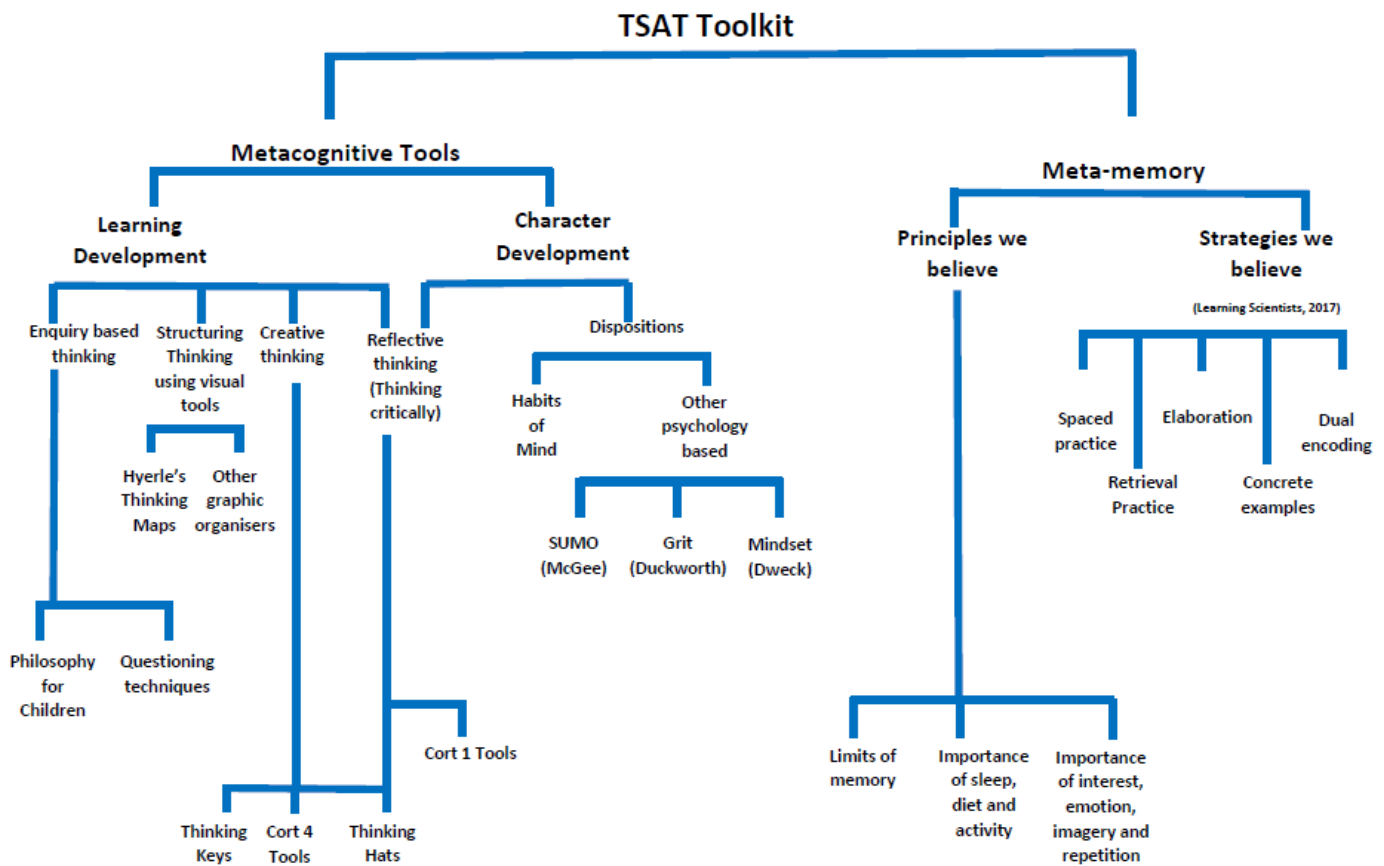 TSAT Toolkit
Metacognitive Tools
Meta-memory
Learning
Development
Character
Development
Principles we
believe
Strategies we
believe
(Learning Scientists, 2017)
Enquiry based
thinking
Structuring
Thinking
using visual
tools
Creative
thinking
Reflective
thinking
(Thinking
critically)
Dispositions
Habits
of
Mind
Other
psychology
based
Spaced
practice
Elaboration
Dual
encoding
Retrieval
Practice
Concrete
examples
Hyerle's
Thinking
Maps
Other
graphic
organisers
SUMO
(McGee)
Grit
(Duckworth)
Mindset
(Dweck)
Philosophy
for
Children
Questioning
techniques
Cort 1 Tools
Limits of
memory
Importance
of sleep,
diet and
activity
Importance
of interest,
emotion,
imagery and
repetition
Thinking
Keys
Cort 4
Tools
Thinking
Hats